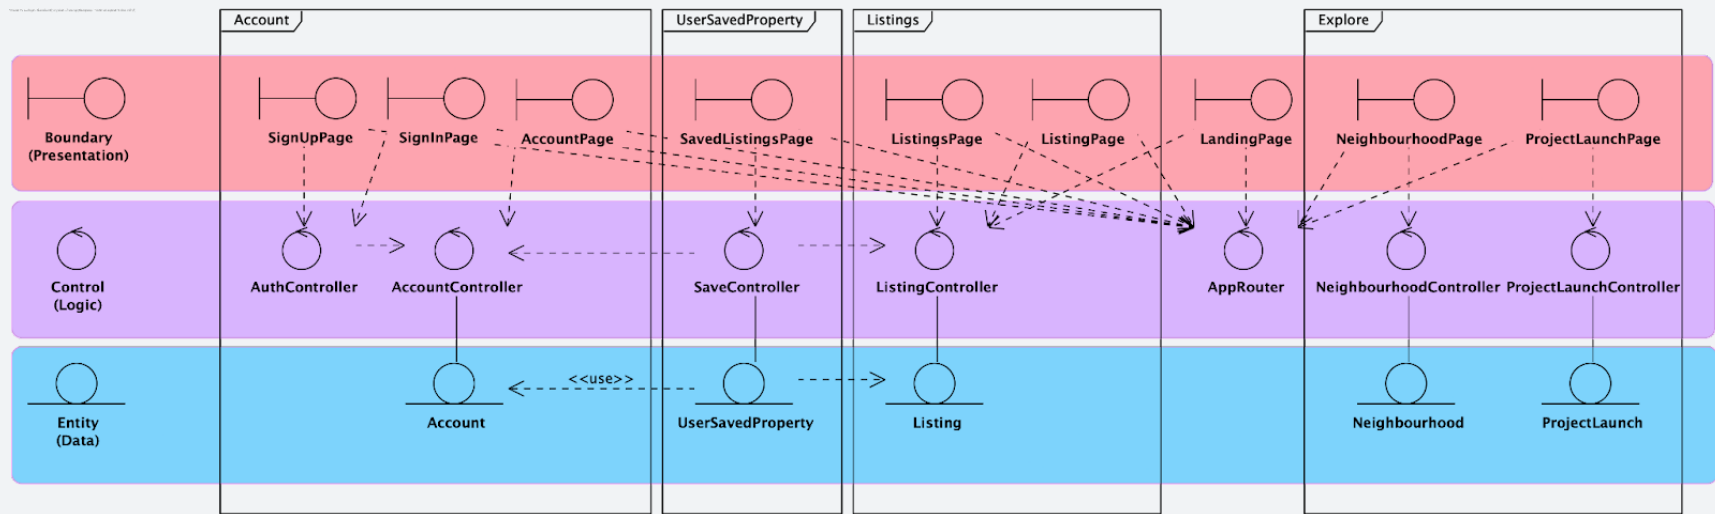 Account
UserSavedProperty
Listings
Explore
Boundary
(Presentation)
SignUpPage
SignInPage
AccountPage
SavedListingsPage
ListingsPage
ListingPage
LandingPage
NeighbourhoodPage
ProjectLaunchPage
Control
(Logic)
AuthController
AccountController
SaveController
ListingController
AppRouter
NeighbourhoodController
ProjectLaunchController
<<use>>
Entity
(Data)
Account
UserSavedProperty
Listing
Neighbourhood
ProjectLaunch